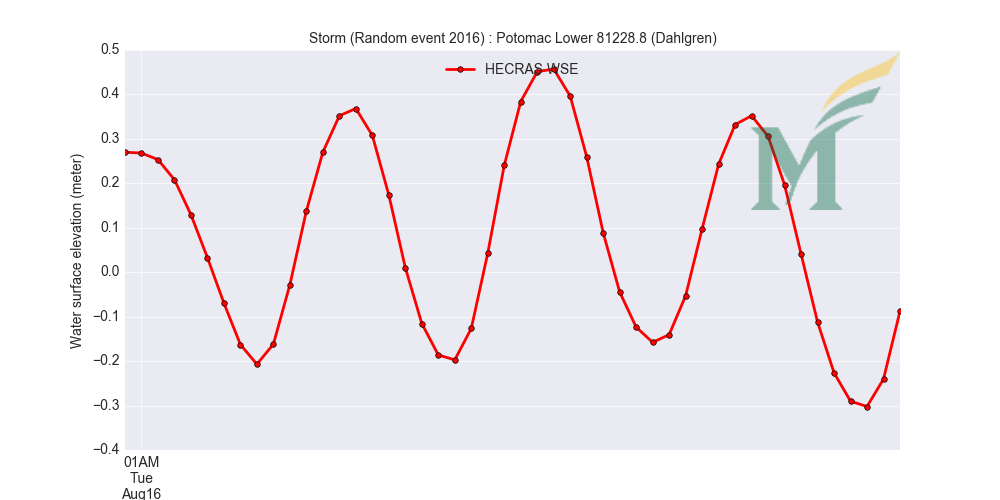 Storm (Random event 2016) : Potomac Lower 81228.8 (Dahlgren)
HECRAS WSE
Water surface elevation (meter)
0.5
0.4
0.3
0.2
0.1
0.0
−0.1
−0.2
−0.3
−0.4
01AM
Tue
Aug16
M